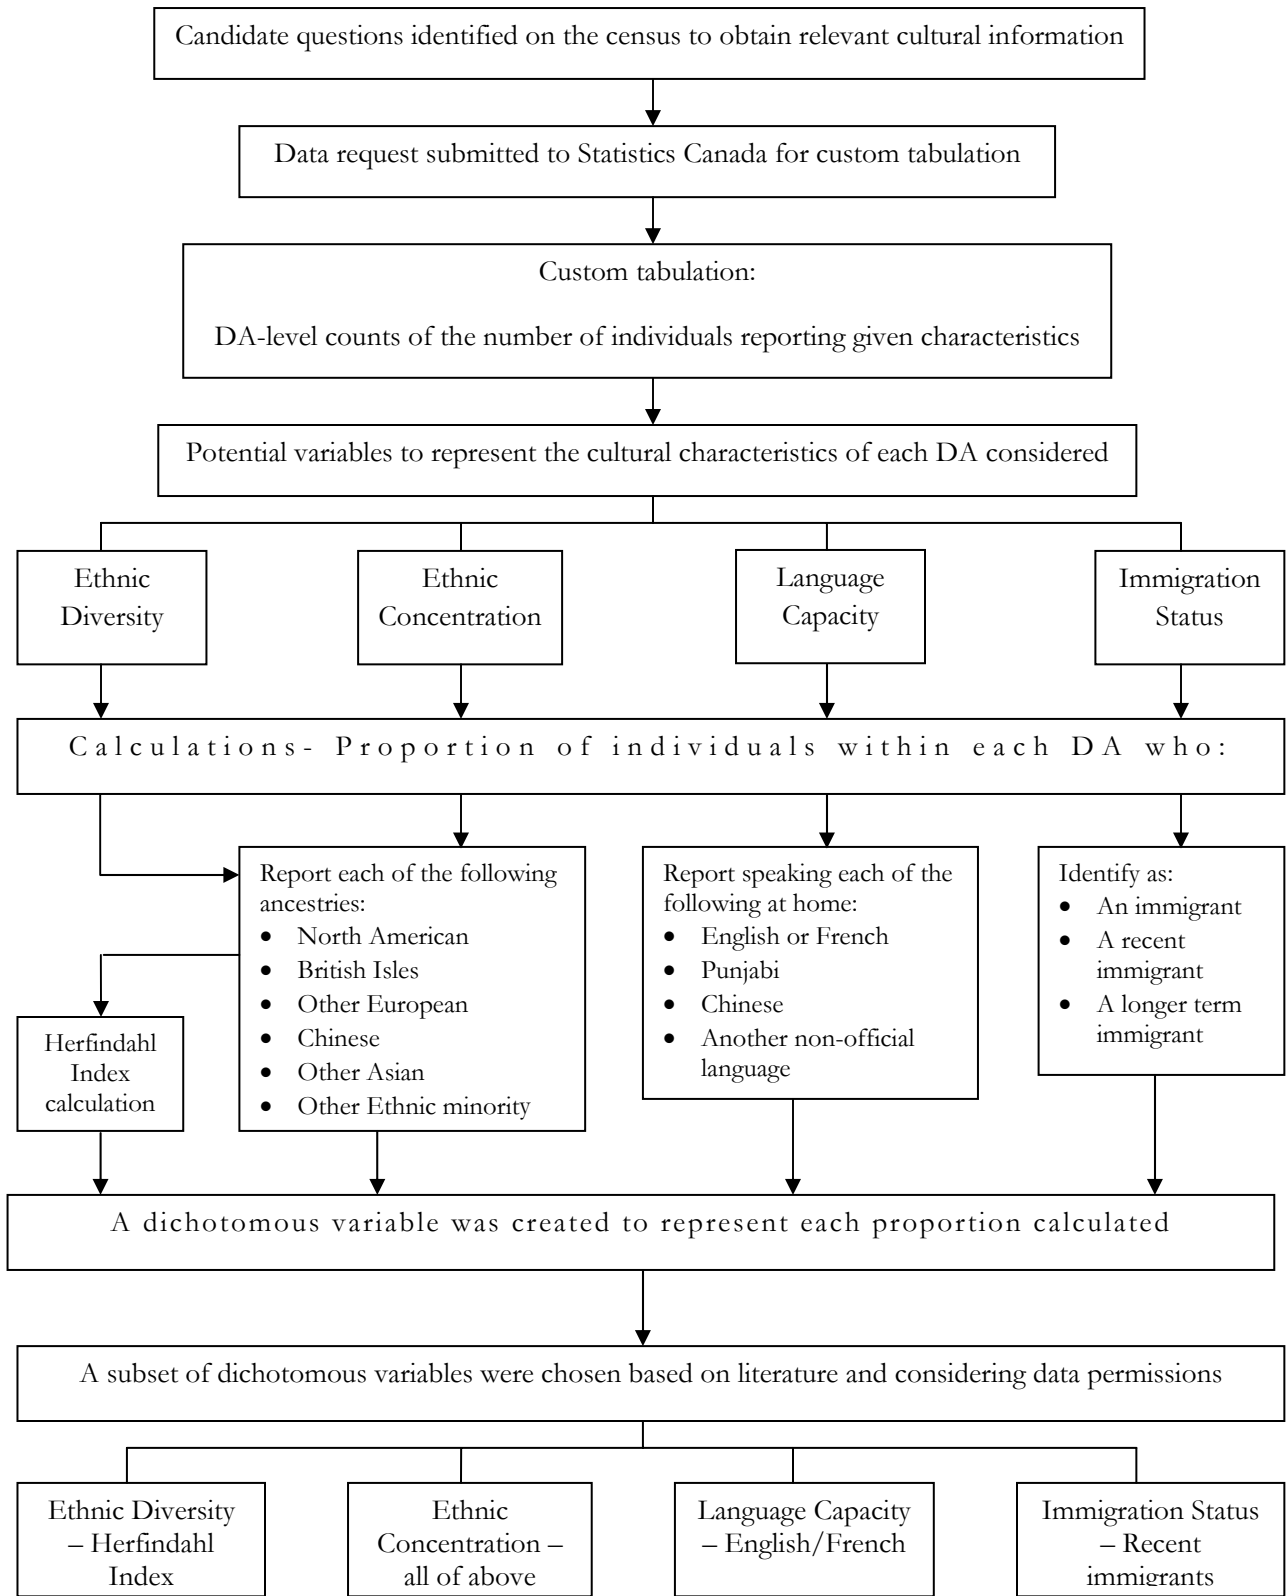 Candidate questions identified on the census to obtain relevant cultural information
Data request submitted to Statistics Canada for custom tabulation
Custom tabulation:
DA-level counts of the number of individuals reporting given characteristics
Potential variables to represent the cultural characteristics of each DA considered
Ethnic
Diversity
Ethnic
Concentration
Language
Capacity
Immigration
Status
Calculations- Proportion of individuals within each DA who:
Report each of the following
ancestries:
• North American
• British Isles
• Other European
• Chinese
• Other Asian
• Other Ethnic minority
Report speaking each of the
following at home:
• English or French
• Punjabi
• Chinese
• Another non-official
language
Identify as:
• An immigrant
• A recent
immigrant
• A longer term
immigrant
Herfindahl
Index
calculation
A dichotomous variable was created to represent each proportion calculated
A subset of dichotomous variables were chosen based on literature and considering data permissions
Ethnic Diversity
– Herfindahl
Index
Ethnic
Concentration –
all of above
Language Capacity
– English/French
Immigration Status
– Recent
immigrants